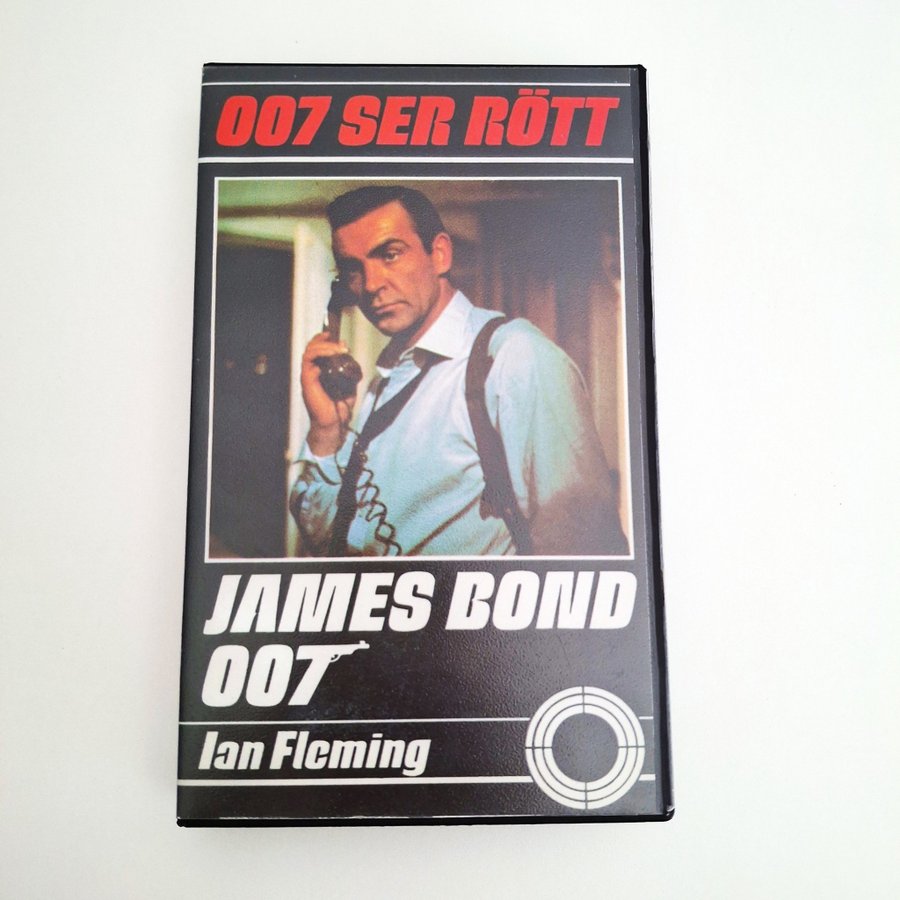 007 SER RÖTT
JAMES BOND
007
Ian Fleming